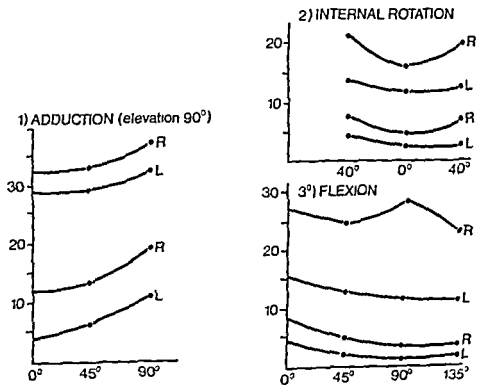 1) ADDUCTION (elevation 90°)
30
20
10
R
L
R
L
0° 45° 90°
2) INTERNAL ROTATION
20
10
R
L
R
L
40° 0° 40°
3°) FLEXION
30
20
10
R
L
R
L
0° 45° 90° 135°